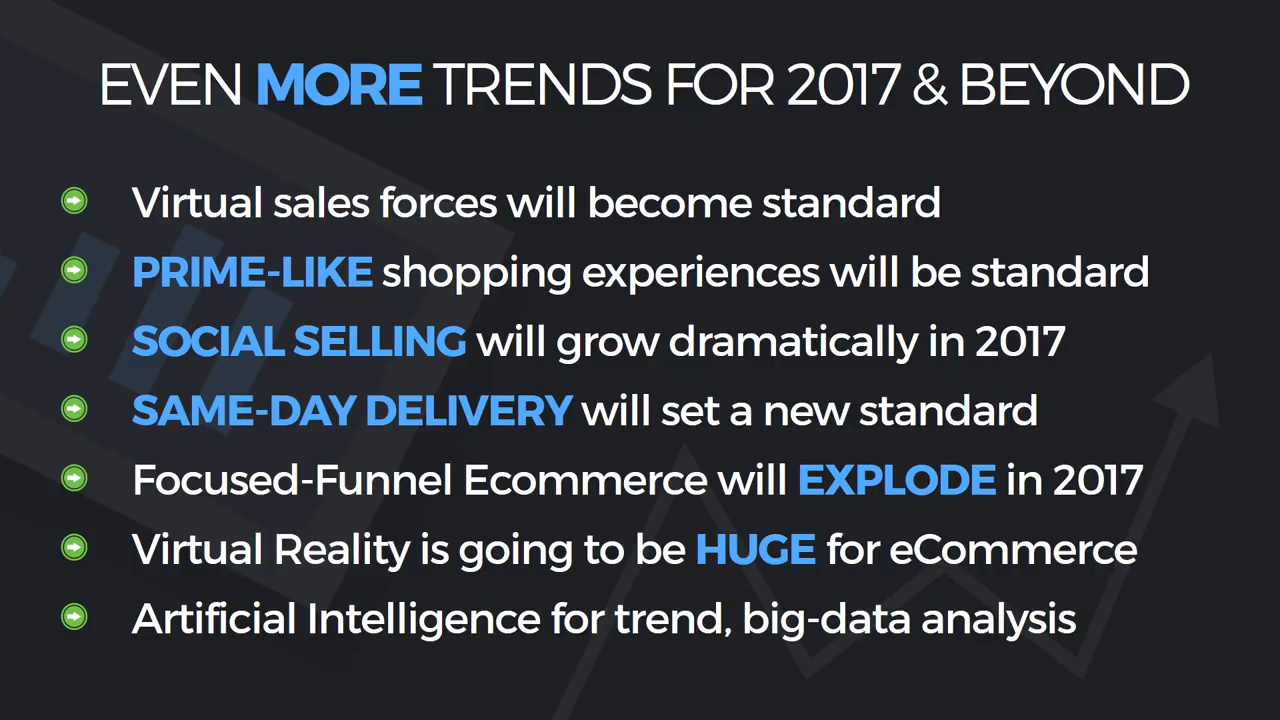 EVEN MORE TRENDS FOR 2017 & BEYOND
Virtual sales forces will become standard
PRIME-LIKE shopping experiences will be standard
SOCIAL SELLING will grow dramatically in 2017
SAME-DAY DELIVERY will set a new standard
Focused-Funnel Ecommerce will EXPLODE in 2017
Virtual Reality is going to be HUGE for eCommerce
Artificial Intelligence for trend, big-data analysis